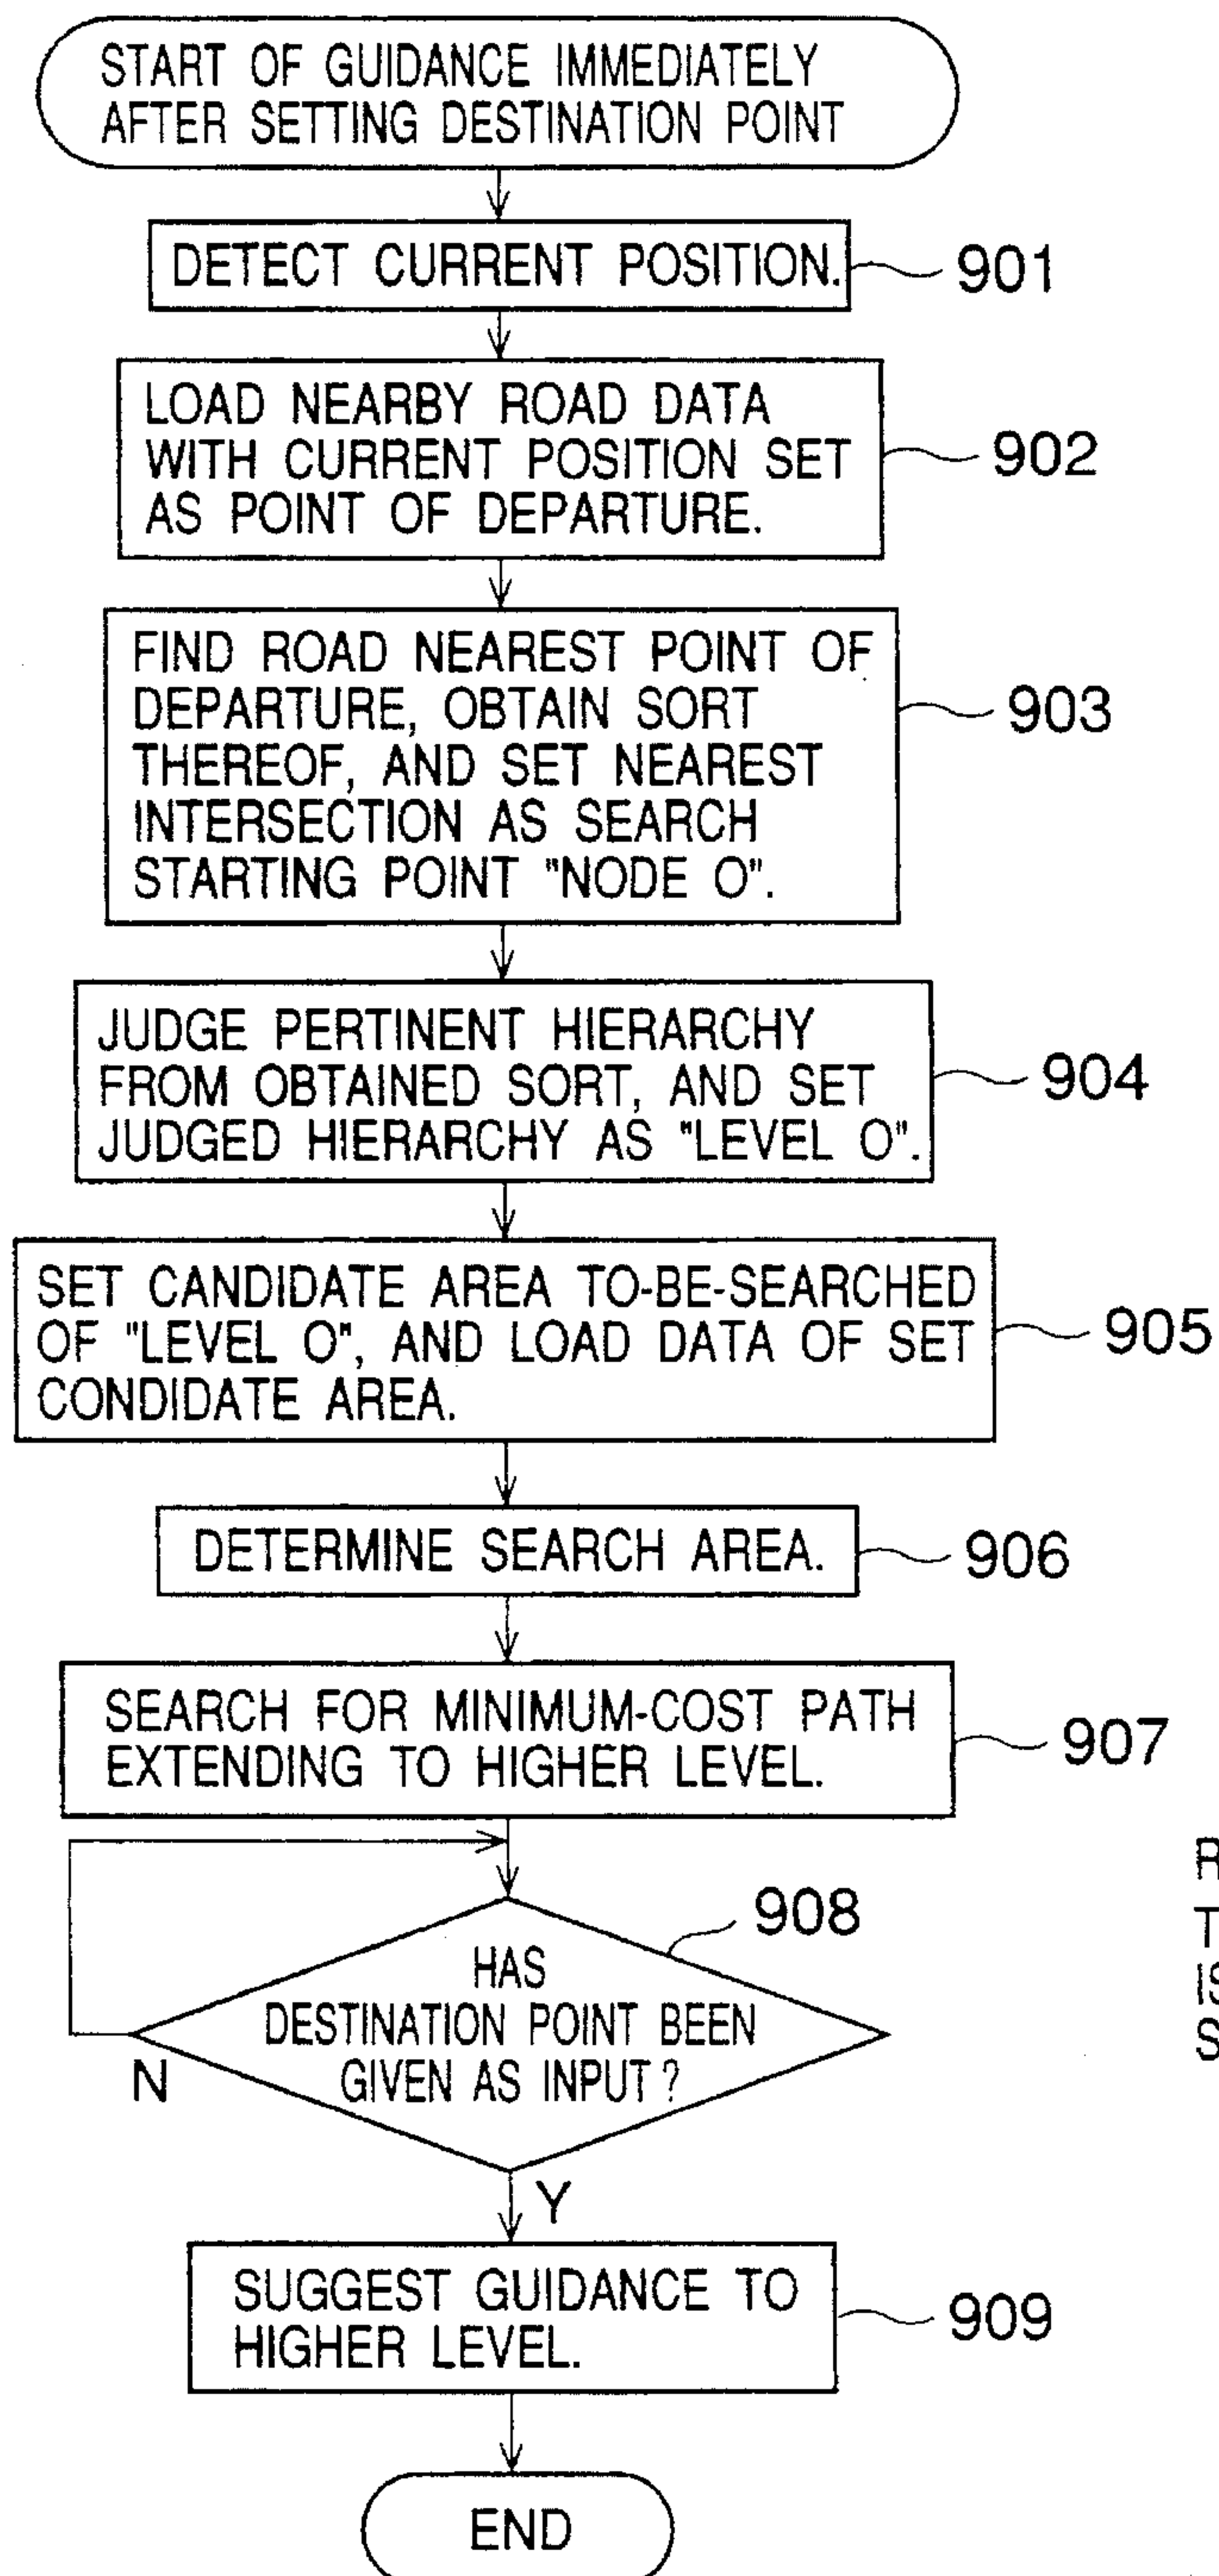 START OF GUIDANCE IMMEDIATELY
AFTER SETTING DESTINATION POINT
DETECT CURRENT POSITION.
901
LOAD NEARBY ROAD DATA
WITH CURRENT POSITION SET
AS POINT OF DEPARTURE.
902
FIND ROAD NEAREST POINT OF
DEPARTURE, OBTAIN SORT
THEREOF, AND SET NEAREST
INTERSECTION AS SEARCH
STARTING POINT "NODE O".
903
JUDGE PERTINENT HIERARCHY
FROM OBTAINED SORT, AND SET
JUDGED HIERARCHY AS "LEVEL O".
904
SET CANDIDATE AREA TO-BE-SEARCHED
OF "LEVEL O", AND LOAD DATA OF SET
CONDIDATE AREA.
905
DETERMINE SEARCH AREA.
906
SEARCH FOR MINIMUM-COST PATH
EXTENDING TO HIGHER LEVEL.
907
908
HAS
DESTINATION POINT BEEN
GIVEN AS INPUT?
N
Y
SUGGEST GUIDANCE TO
HIGHER LEVEL.
909
END